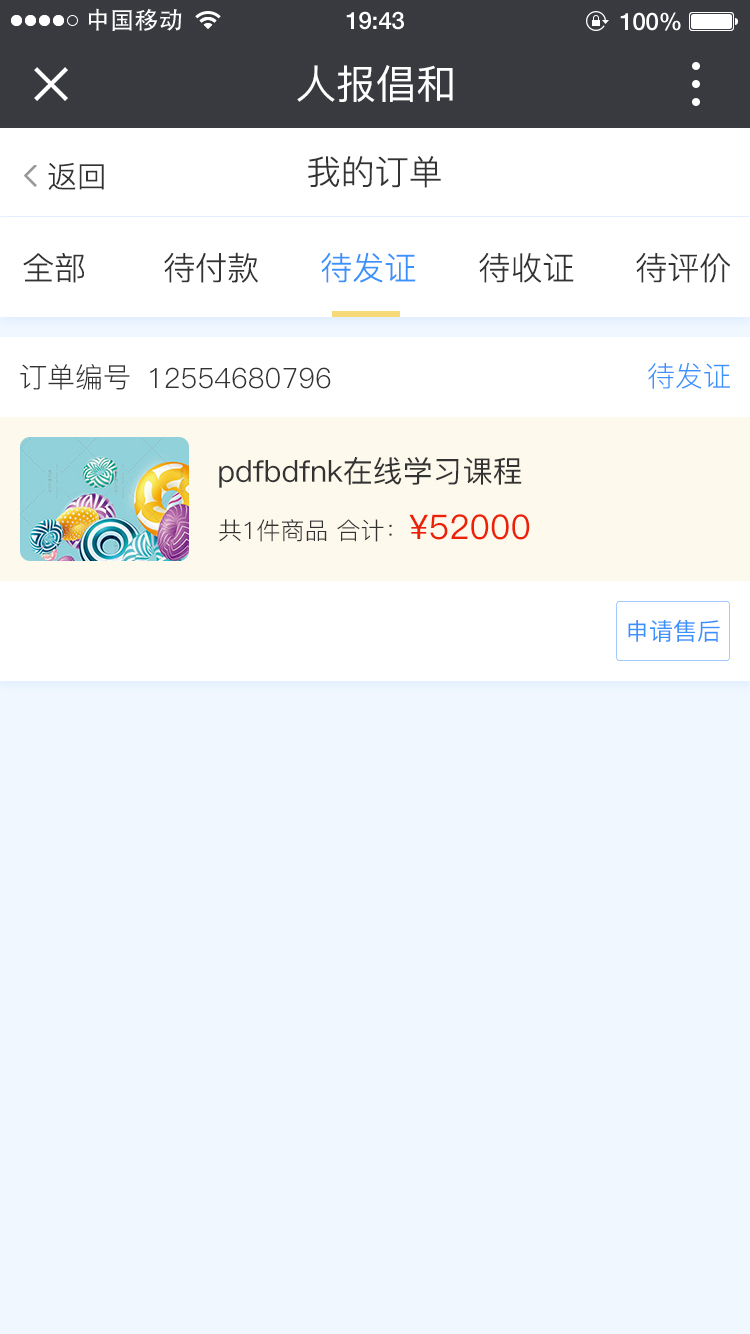 中国移动 19:43 100%
人报倡和
返回 我的订单
全部 待付款 待发证 待收证 待评价
订单编号 12554680796 待发证
pdfbdfnk在线学习课程
共1件商品 合计：¥52000
申请售后